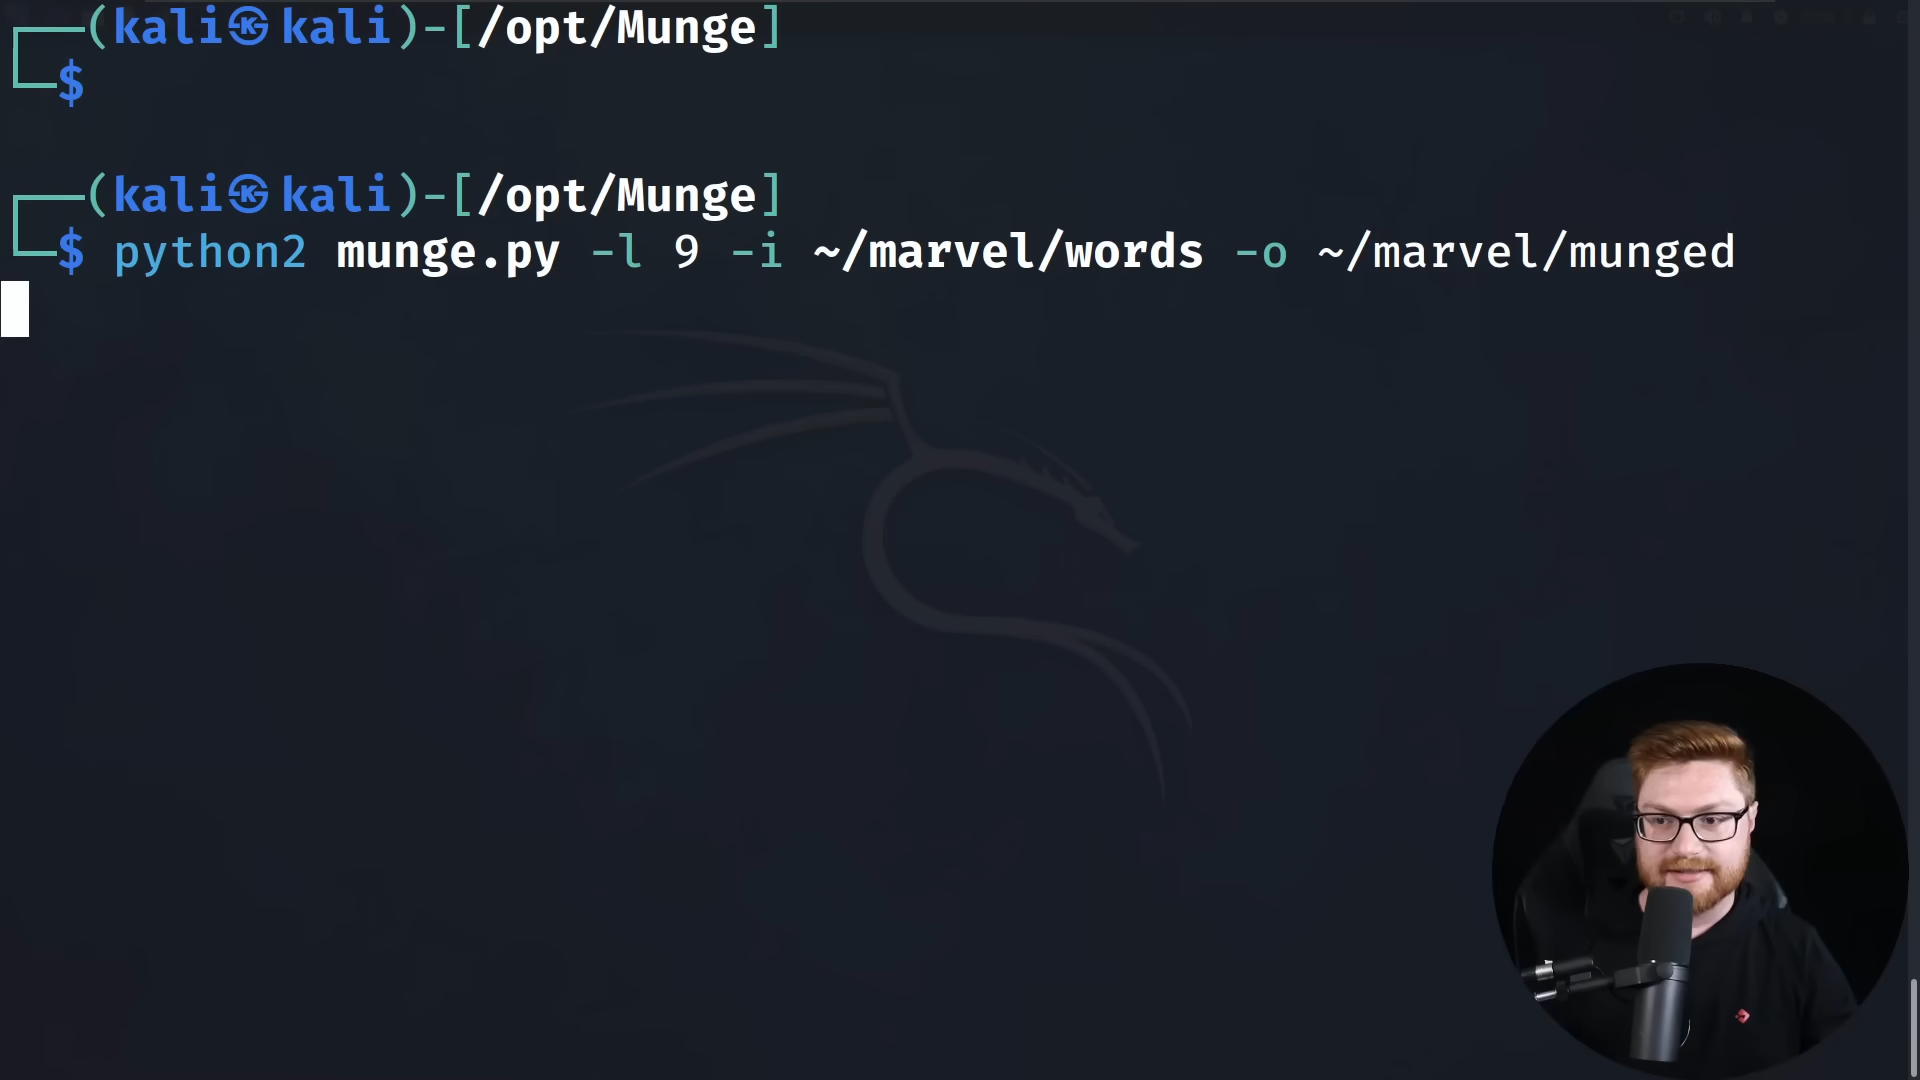 (kali㉿kali)-[/opt/Munge]
$
(kali㉿kali)-[/opt/Munge]
$ python2 munge.py -l 9 -i ~/marvel/words -o ~/marvel/munged